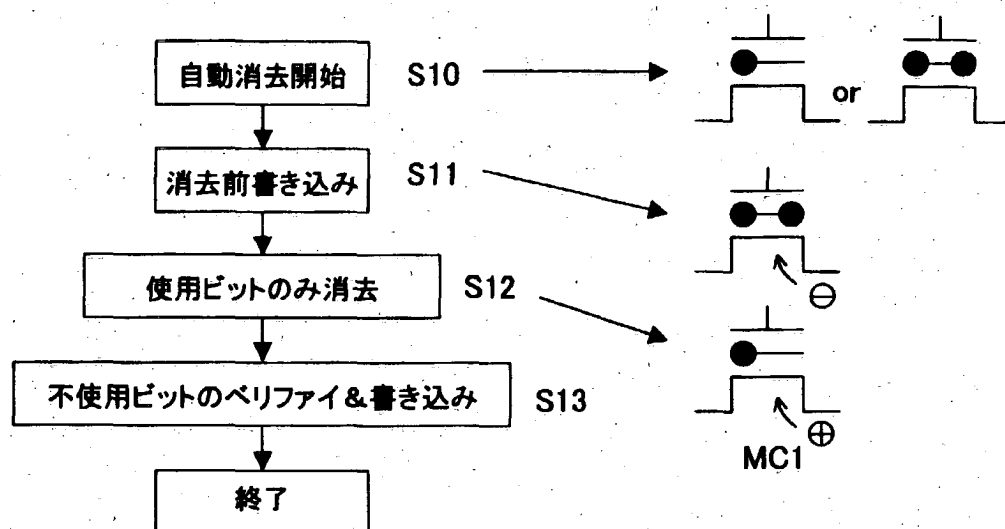 自動消去開始 S10
or
消去前書き込み S11
⊖
使用ビットのみ消去 S12
不使用ビットのベリファイ&書き込み S13
⊕
MC1
終了